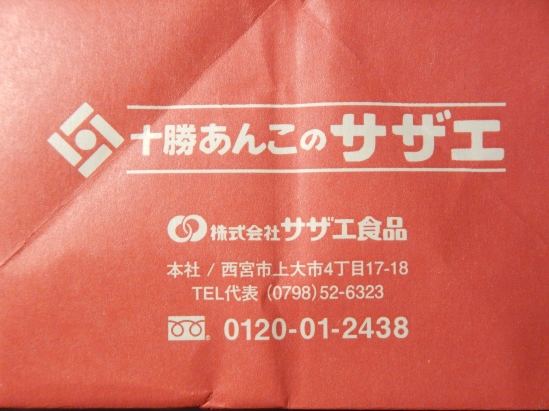 十勝あんこのサザエ
株式会社サザエ食品
本社 / 西宮市上大市4丁目17-18
TEL代表 (0798)52-6323
0120-01-2438